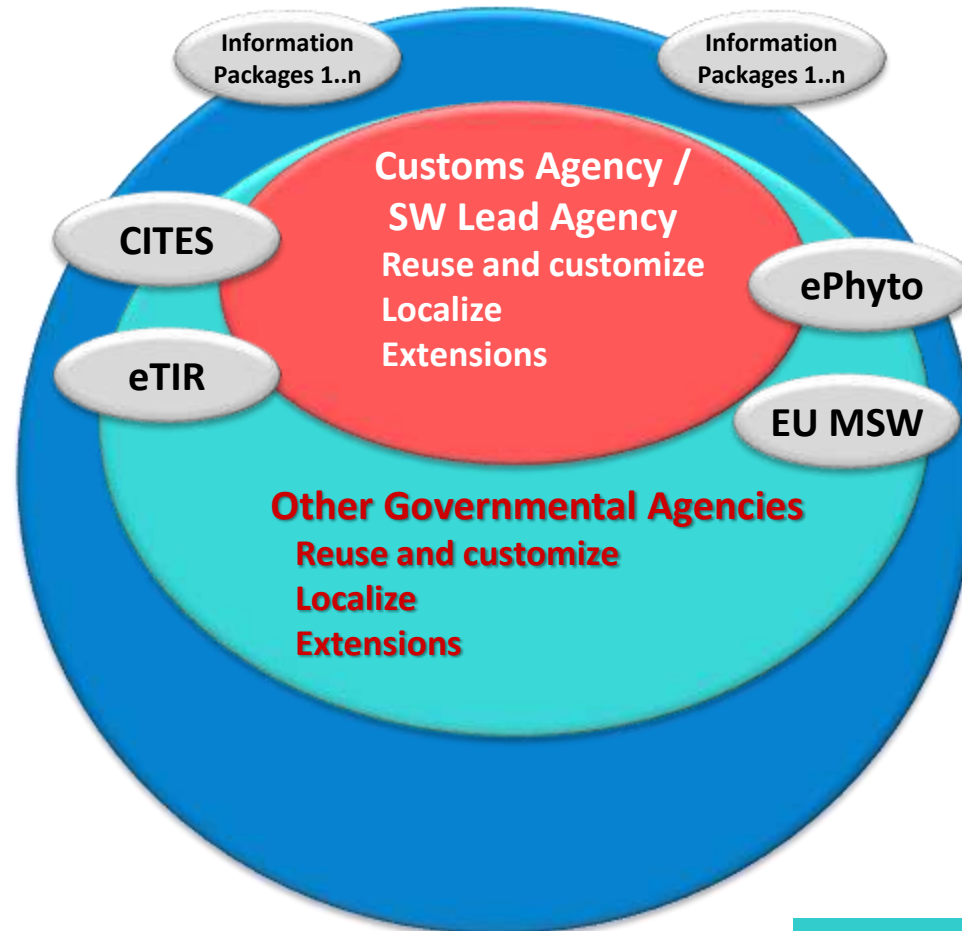 Information
Packages 1..n
Information
Packages 1..n
Customs Agency /
SW Lead Agency
Reuse and customize
Localize
Extensions
CITES
ePhyto
eTIR
EU MSW
Other Governmental Agencies
Reuse and customize
Localize
Extensions